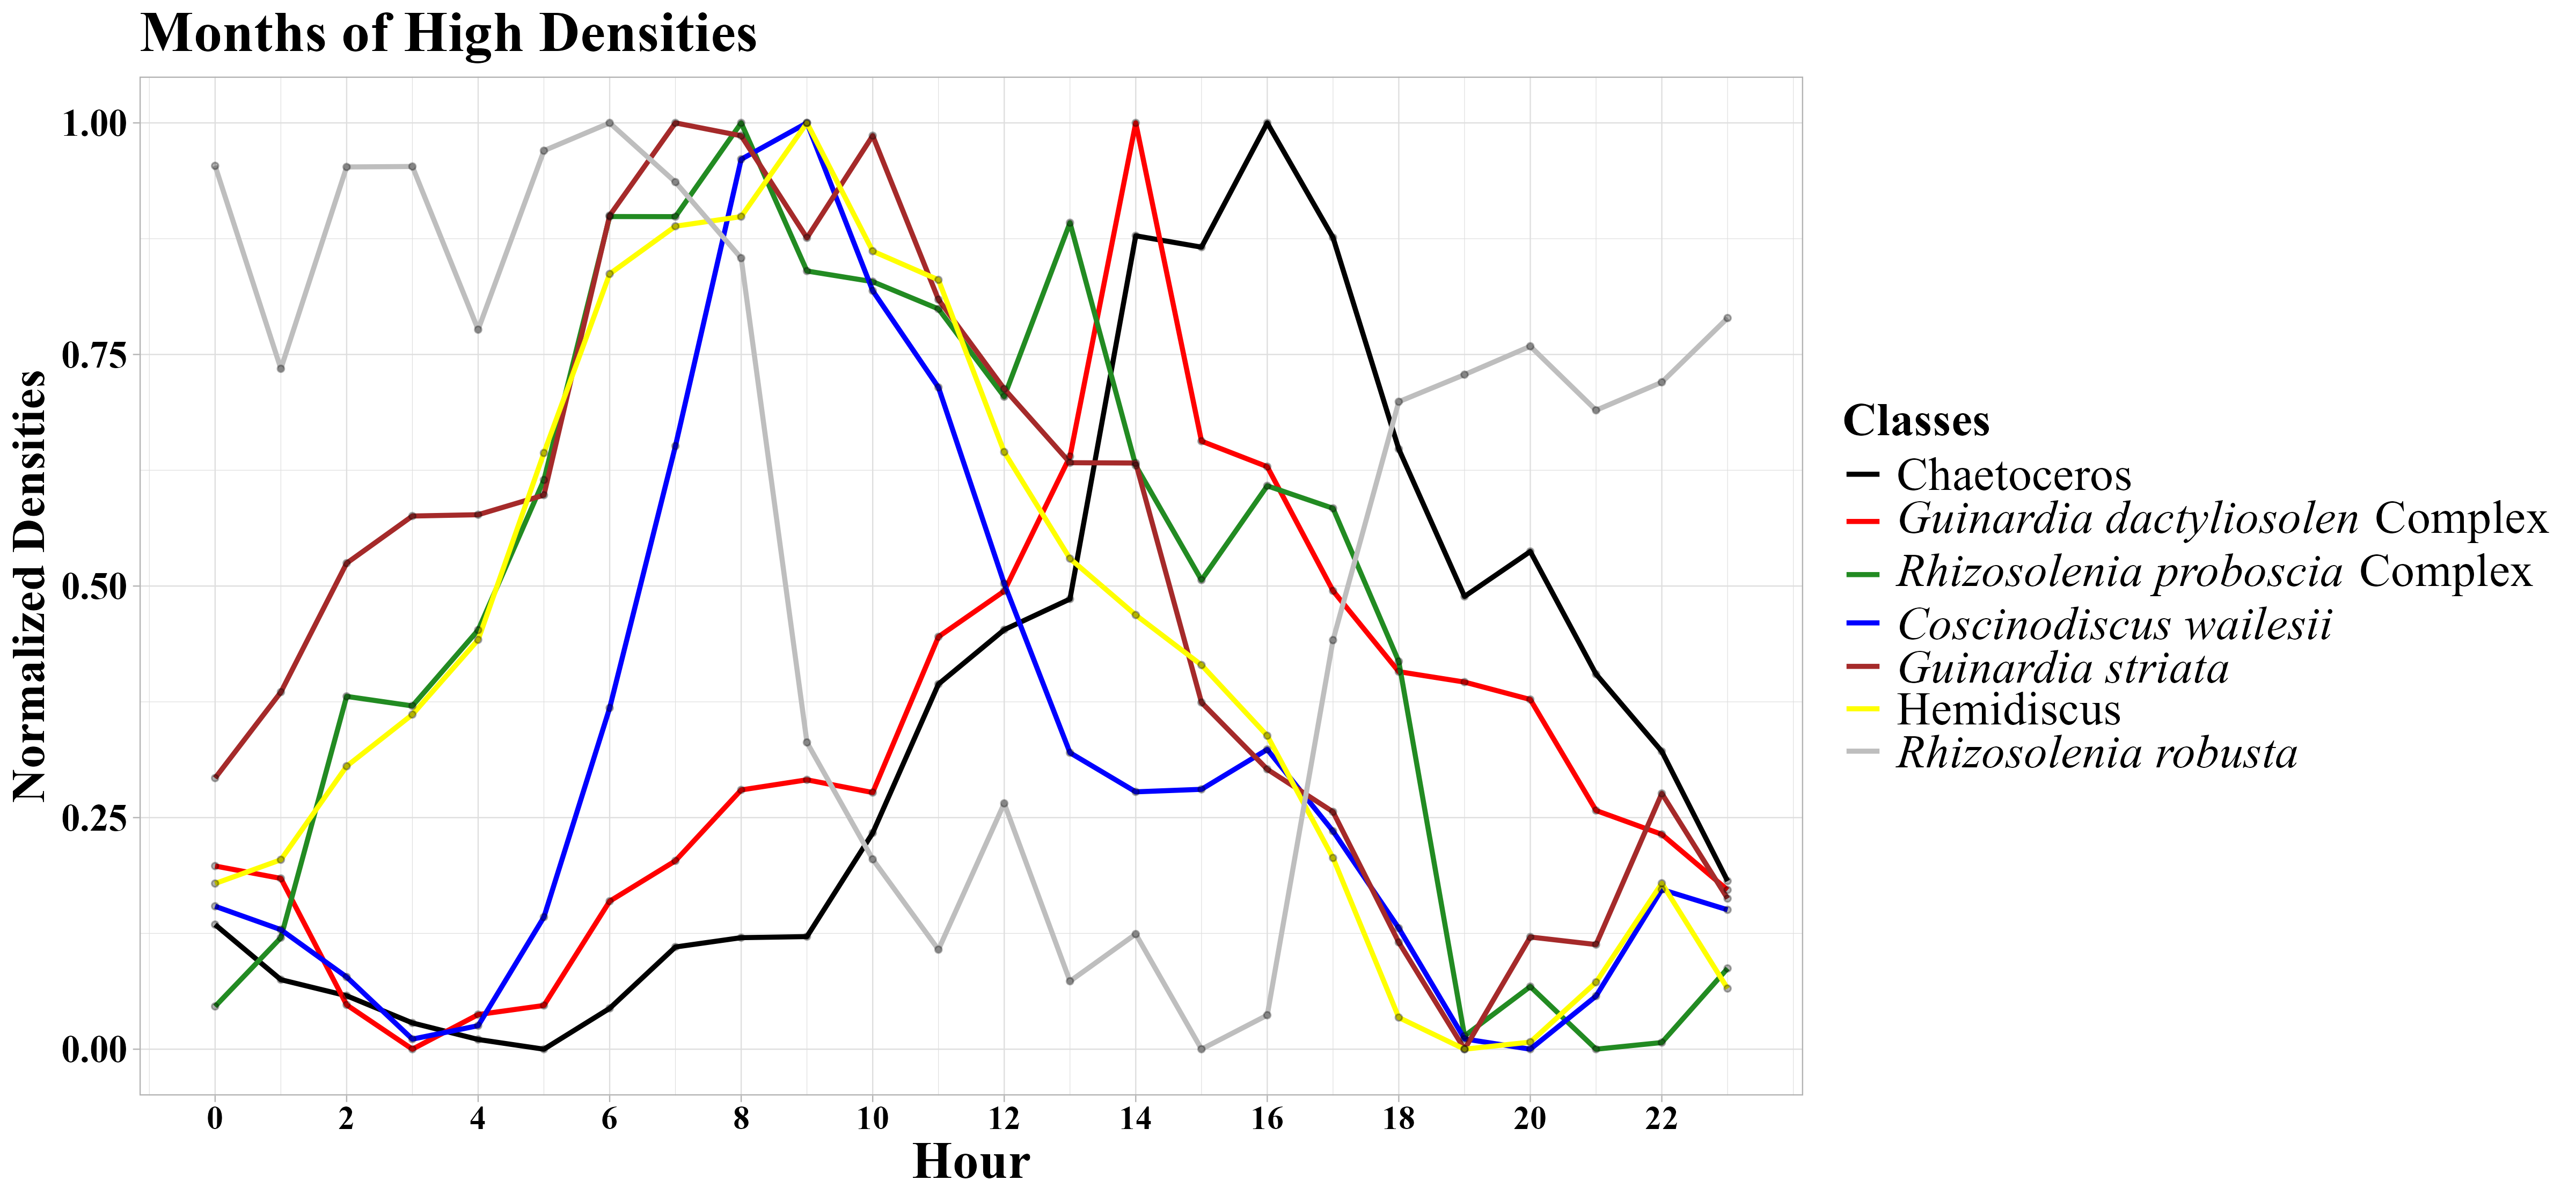 Months of High Densities
Normalized Densities
1.00
0.75
0.50
0.25
0.00
0 2 4 6 8 10 12 14 16 18 20 22
Hour
Classes
Chaetoceros
Guinardia dactyliosolen Complex
Rhizosolenia proboscia Complex
Coscinodiscus wailesii
Guinardia striata
Hemidiscus
Rhizosolenia robusta